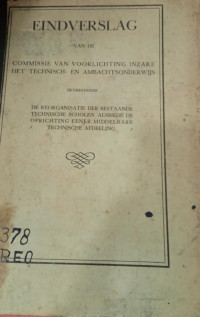 EINDVERSLAG
VAN DE
COMMISSIE VAN VOORLICHTING INZAKE
HET TECHNISCH- EN AMBACHTSONDERWIJS
DE REORGANISATIE DER BESTAANDE
TECHNISCHE SCHOLEN ALSMEDE DE
OPRICHTING EENER MIDDELBARE
TECHNISCHE AFDEELING.
378
REO